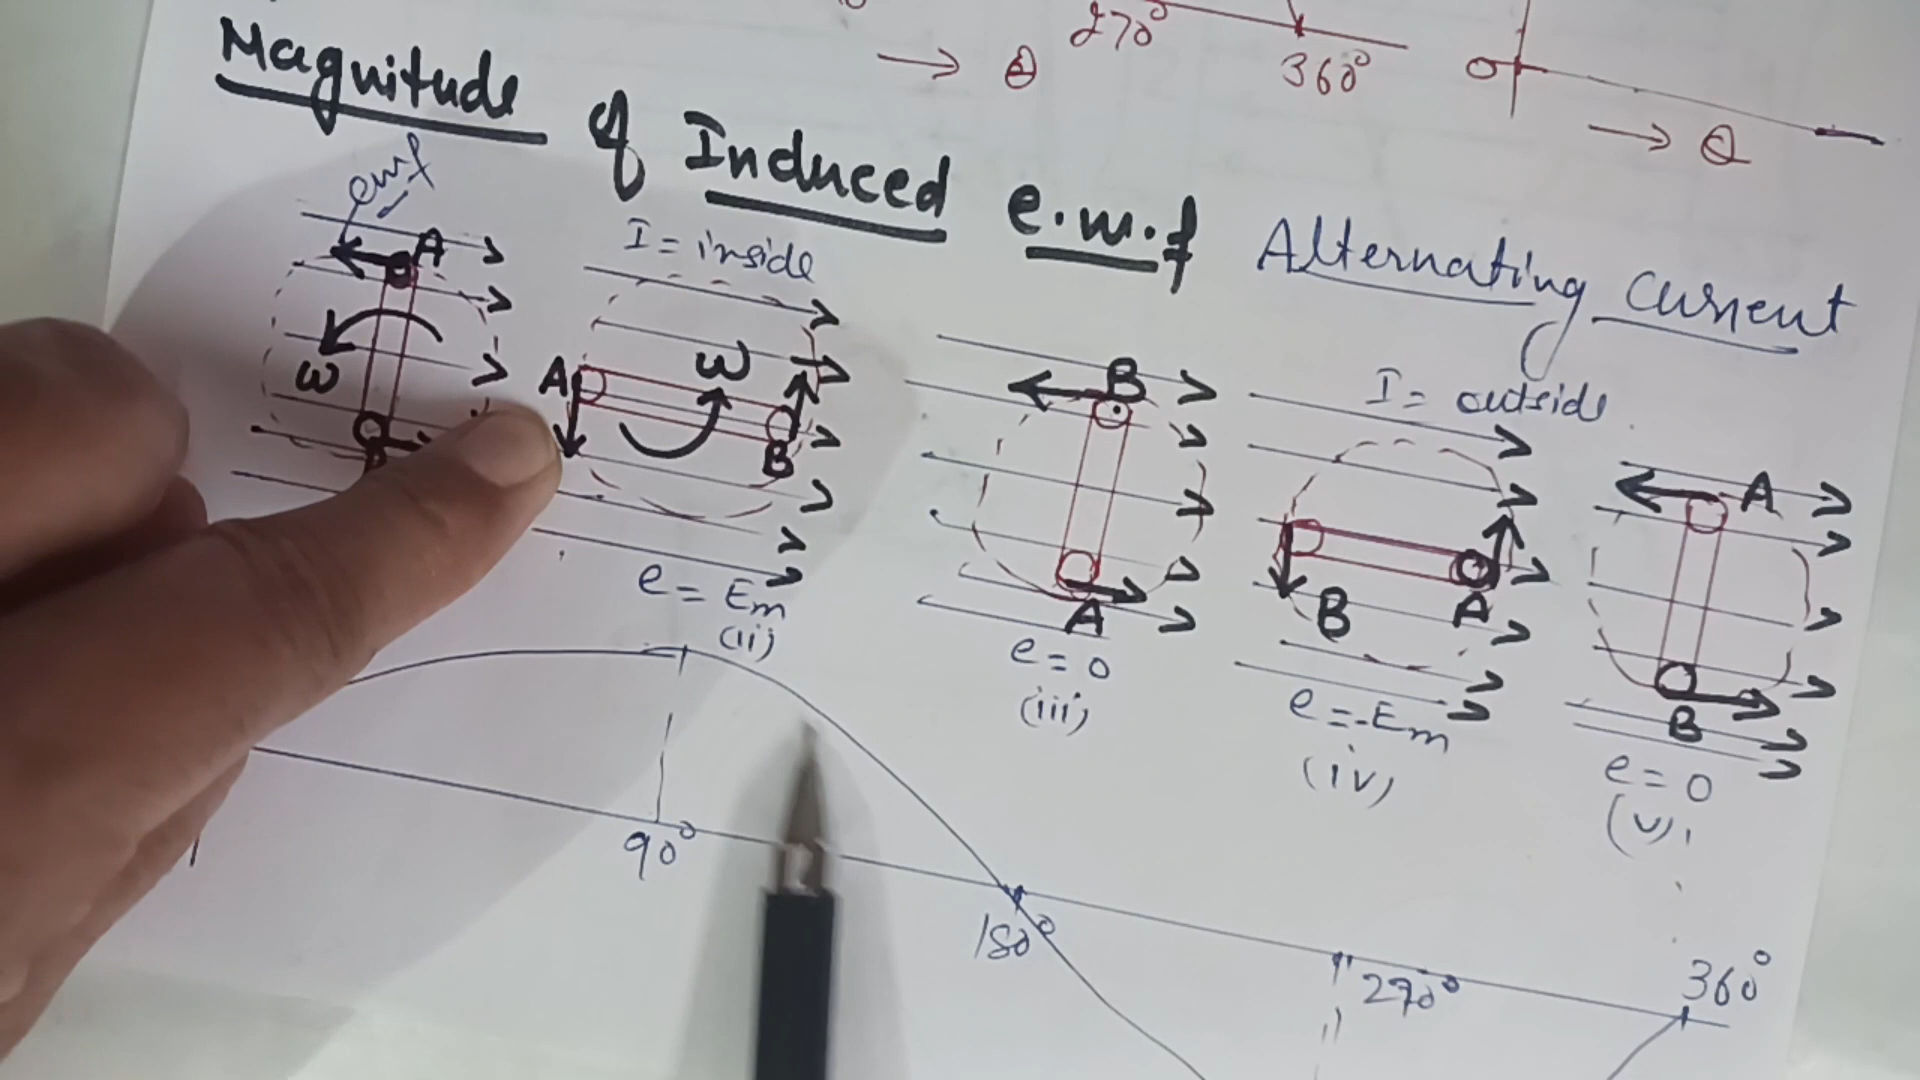 270°
360°
→ θ
0
→ θ
Magnitude of Induced e.m.f Alternating Current
emf
A
ω
I = inside
A
ω
B
e = Em
(ii)
B
A
e = 0
(iii)
I = outside
B
A
e = -Em
(iv)
A
B
e = 0
(v)
90°
180°
270°
360°